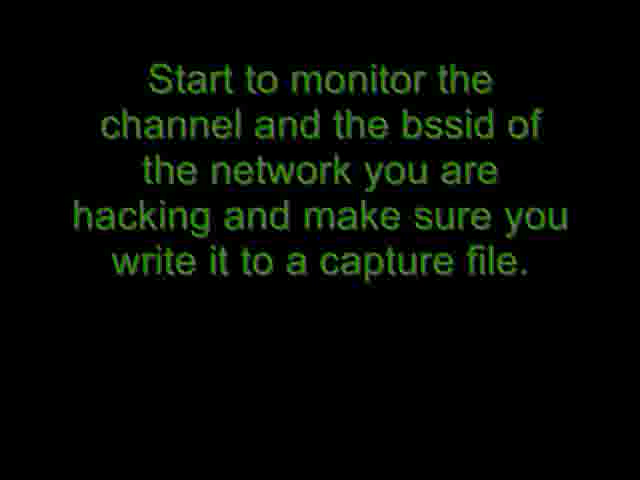 Start to monitor the
channel and the bssid of
the network you are
hacking and make sure you
write it to a capture file.